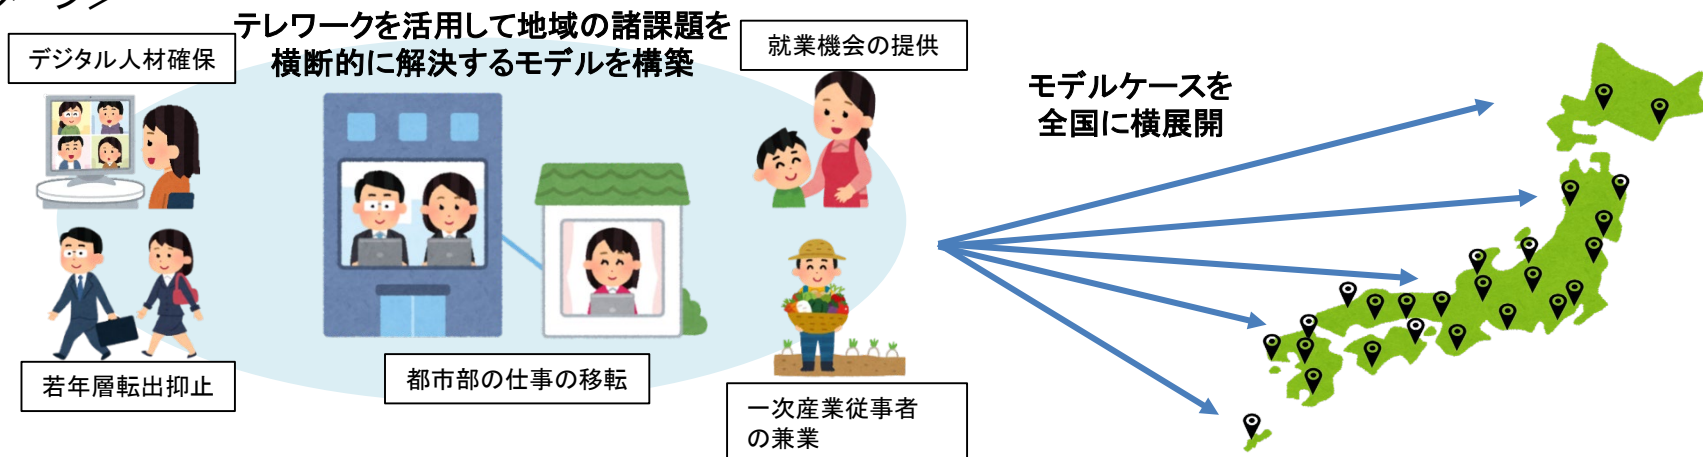 テレワークを活用して地域の諸課題を
横断的に解決するモデルを構築
デジタル人材確保
就業機会の提供
若年層転出抑止
都市部の仕事の移転
一次産業従事者
の兼業
モデルケースを
全国に横展開